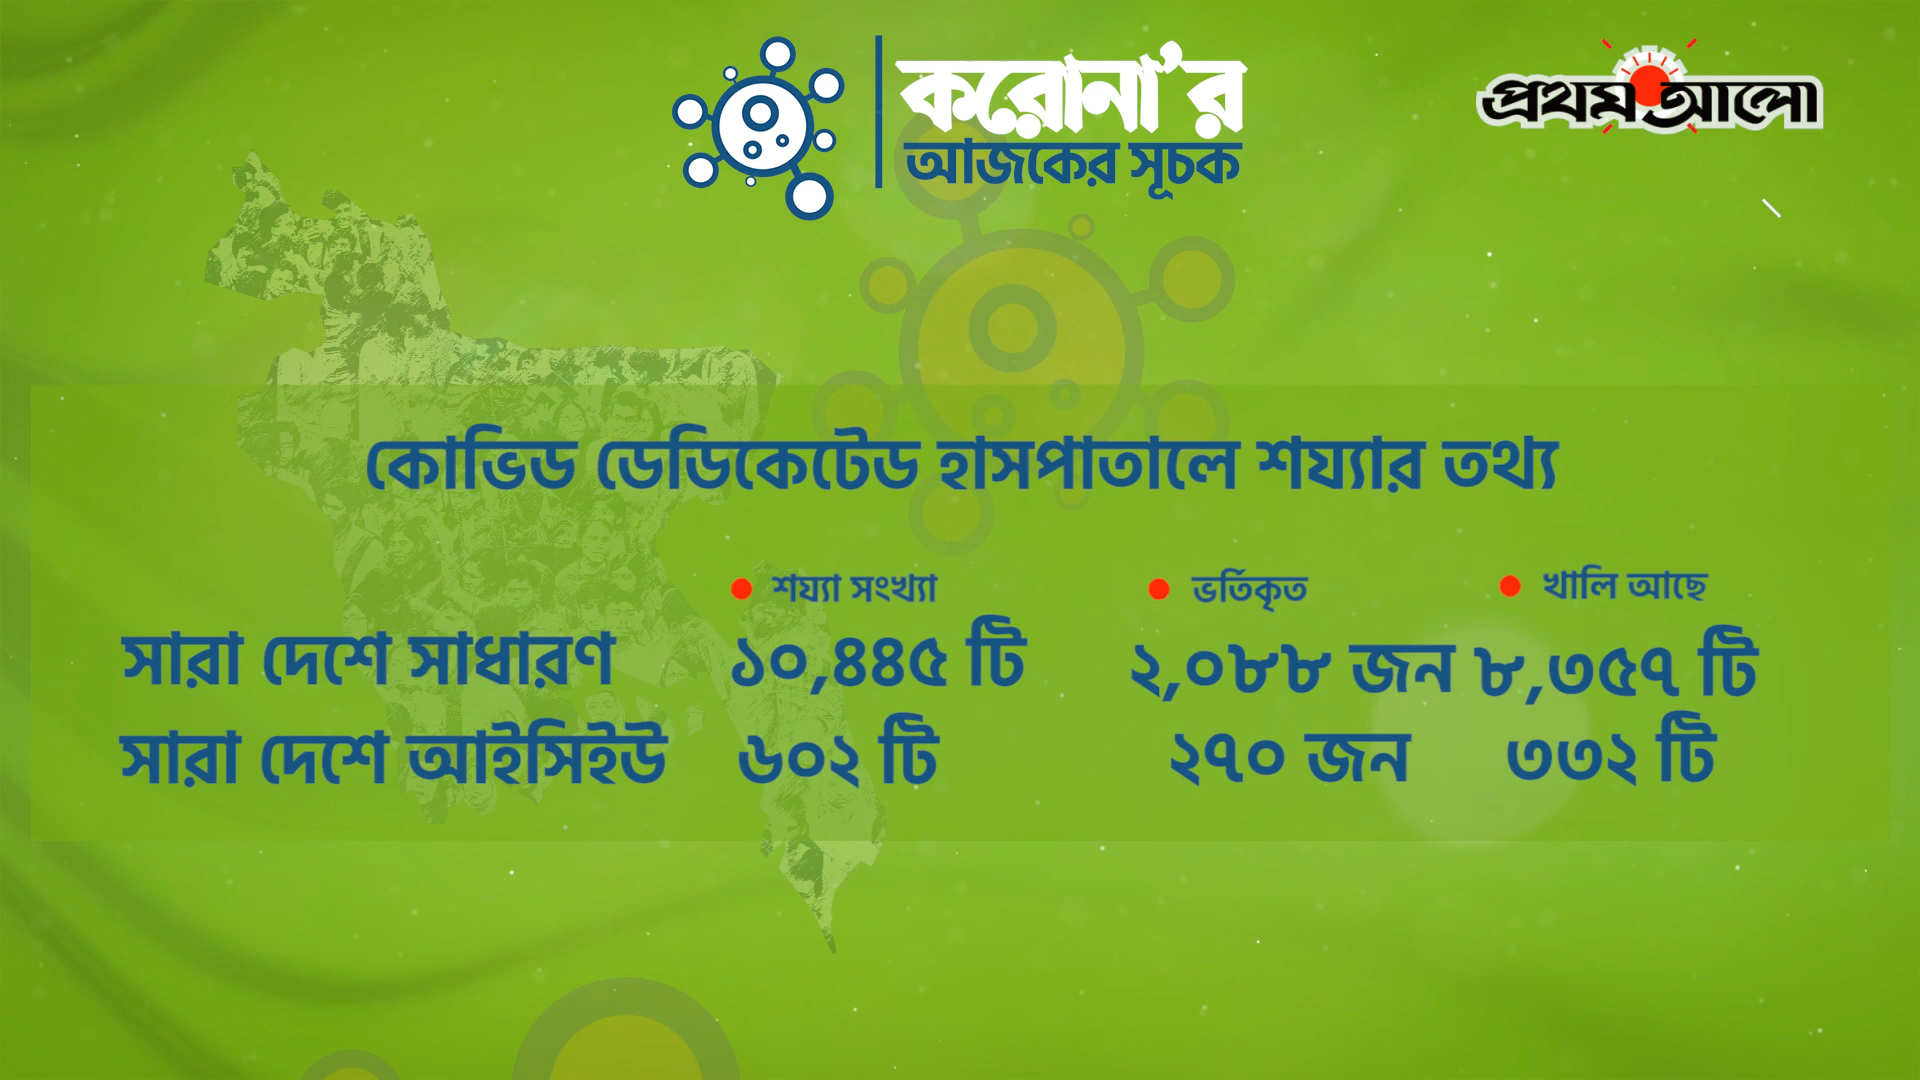 করোনা'র
আজকের সূচক
প্রথম আলো
কোভিড ডেডিকেটেড হাসপাতালে শয্যার তথ্য
শয্যা সংখ্যা ভর্তিকৃত খালি আছে
সারা দেশে সাধারণ ১০,৪৪৫ টি ২,০৮৮ জন ৮,৩৫৭ টি
সারা দেশে আইসিইউ ৬০২ টি ২৭০ জন ৩৩২ টি